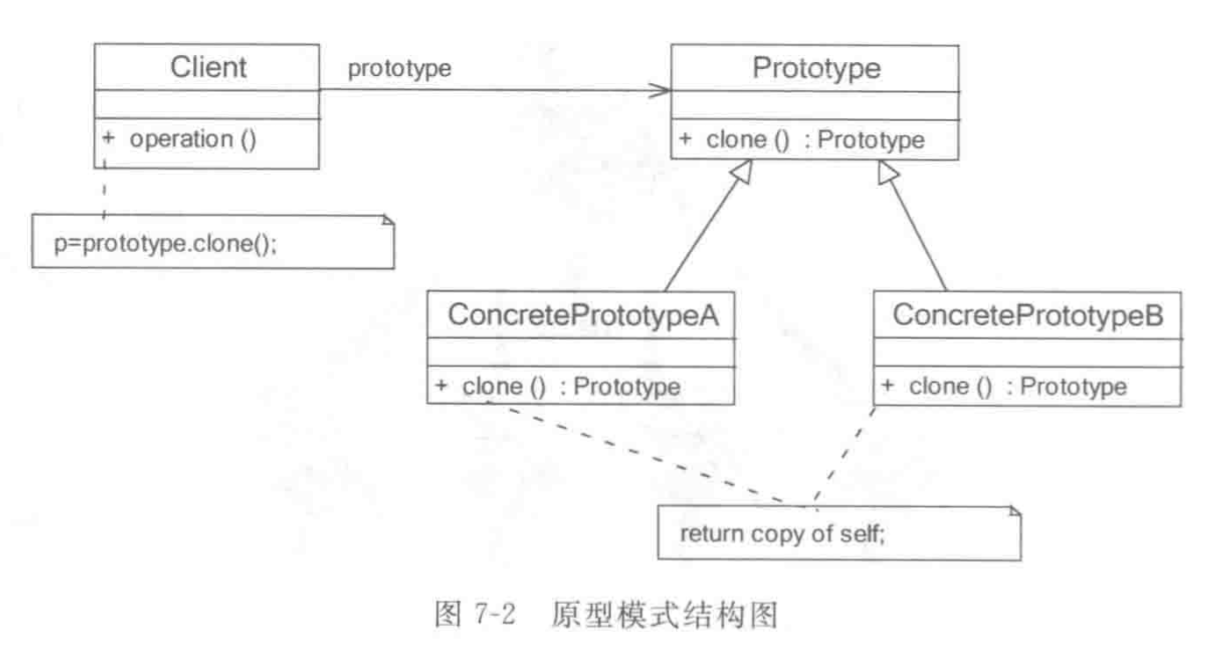 Client
+ operation ()
prototype
Prototype
+ clone () : Prototype
p=prototype.clone();
ConcretePrototypeA
+ clone () : Prototype
ConcretePrototypeB
+ clone () : Prototype
return copy of self;
图 7-2 原型模式结构图